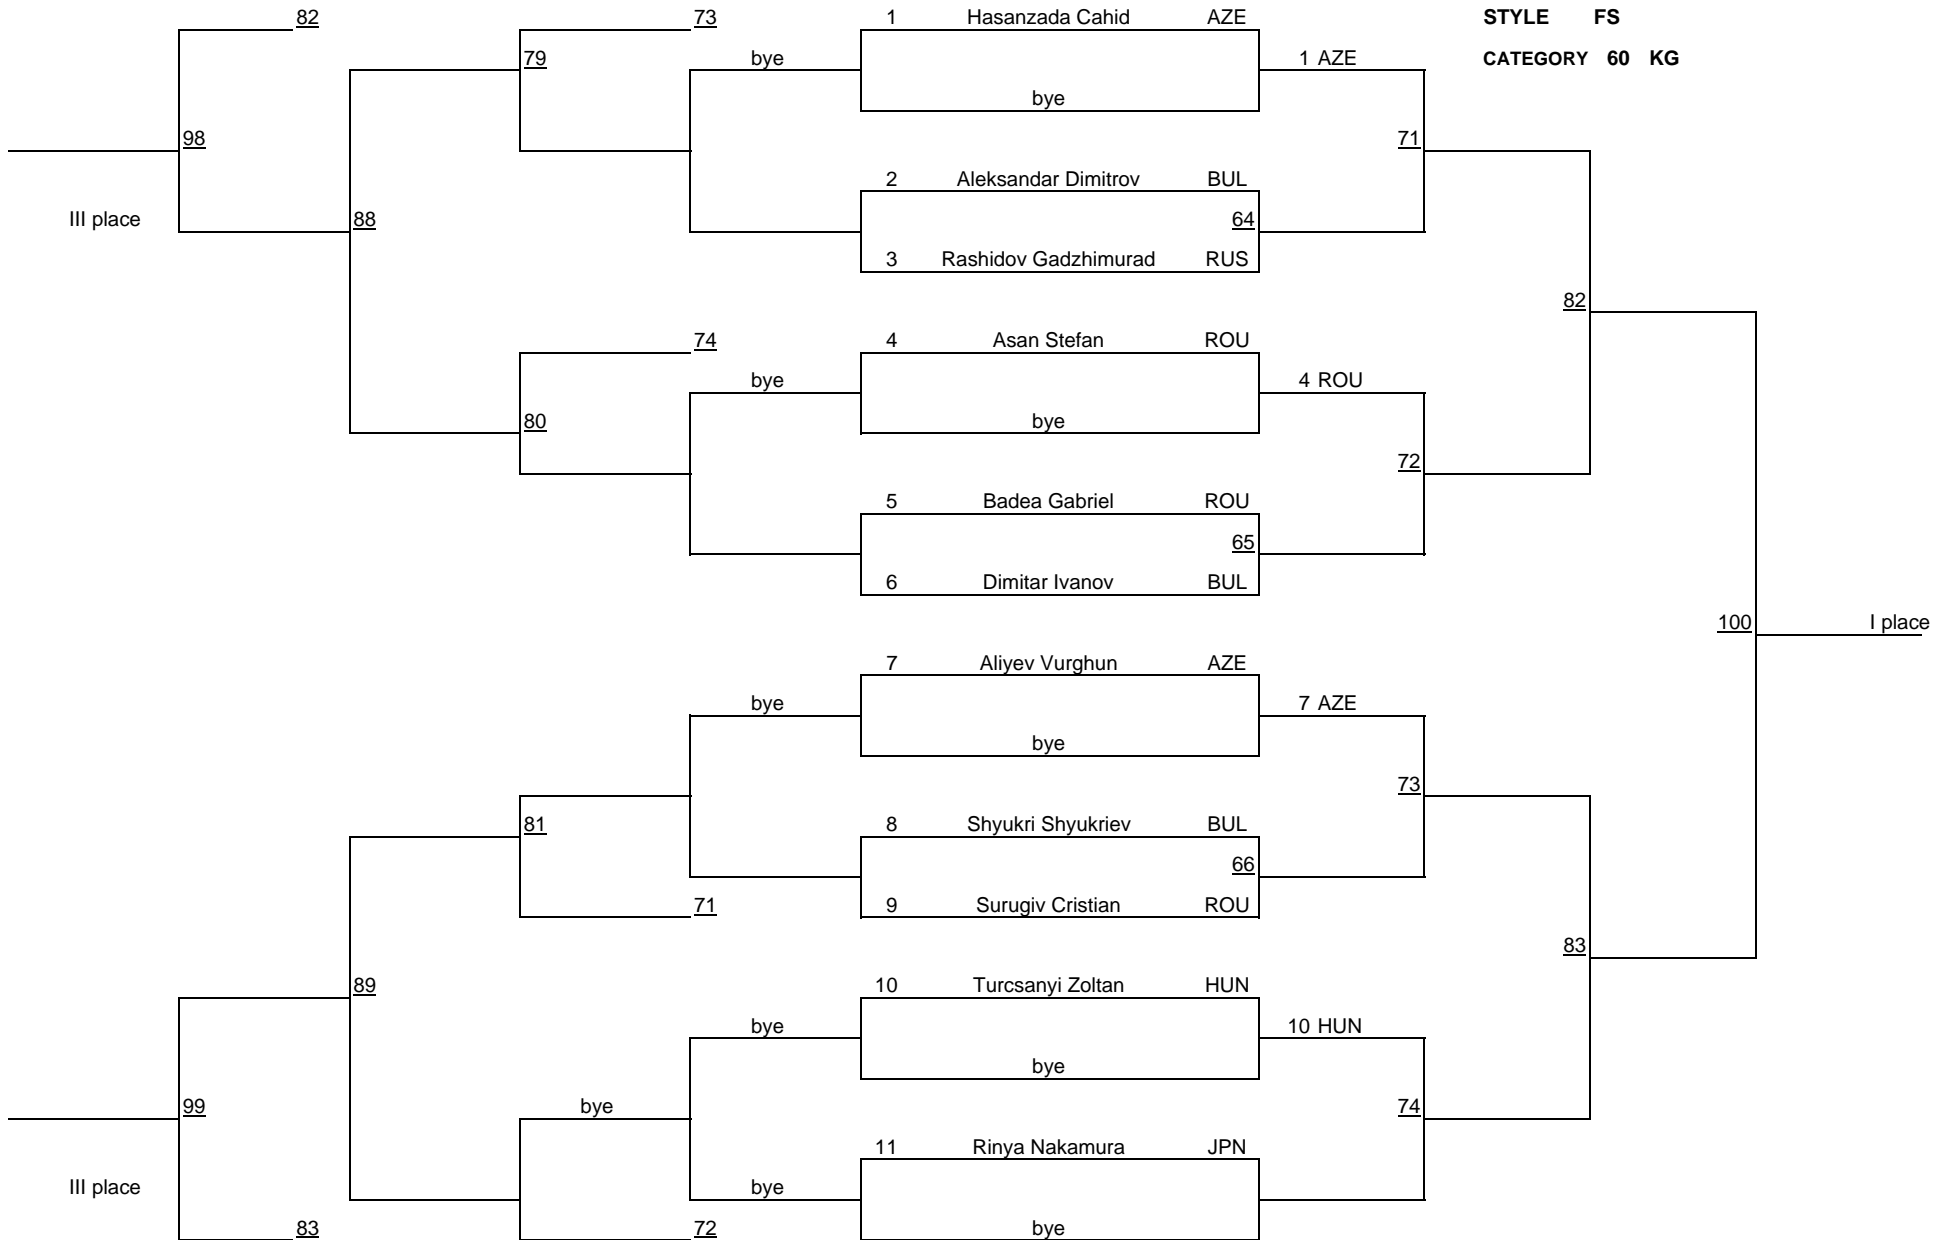 82 73 1 Hasanzada Cahid AZE STYLE FS
79 bye 1 AZE CATEGORY 60 KG
bye
98 71
2 Aleksandar Dimitrov BUL
III place 88 64
3 Rashidov Gadzhimurad RUS
82
74 4 Asan Stefan ROU
bye 4 ROU
80 bye
72
5 Badea Gabriel ROU
65
6 Dimitar Ivanov BUL
100 I place
7 Aliyev Vurghun AZE
bye 7 AZE
bye
73
81 8 Shyukri Shyukriev BUL
66
71 9 Surugiv Cristian ROU
83
89 10 Turcsanyi Zoltan HUN
bye 10 HUN
bye
99 bye 74
11 Rinya Nakamura JPN
III place bye
83 72 bye